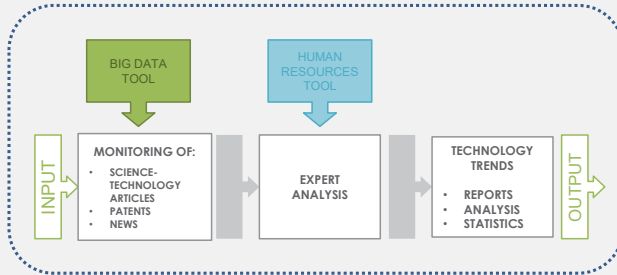 BIG DATA
TOOL
HUMAN
RESOURCES
TOOL
INPUT
MONITORING OF:
• SCIENCE-
TECHNOLOGY
ARTICLES
• PATENTS
• NEWS
EXPERT
ANALYSIS
TECHNOLOGY
TRENDS
• REPORTS
• ANALYSIS
• STATISTICS
OUTPUT